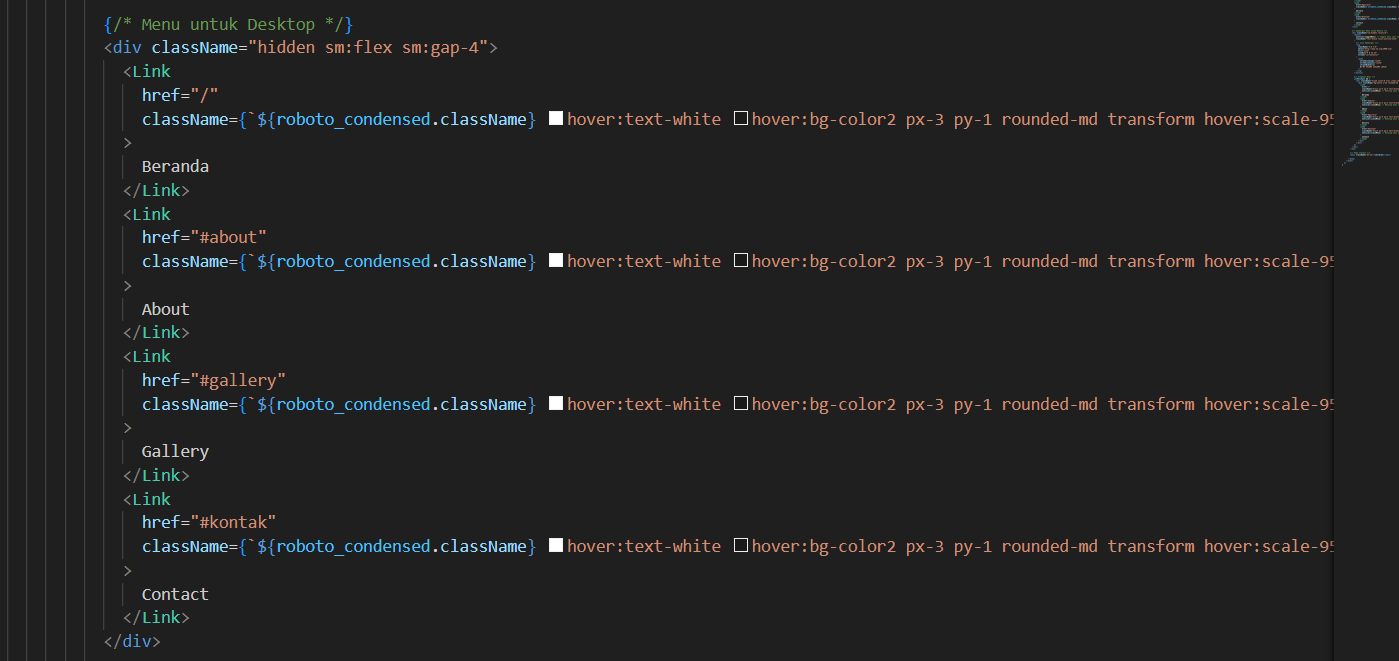 {/* Menu untuk Desktop */}
<div className="hidden sm:flex sm:gap-4">
<Link
href="/"
className={`${roboto_condensed.className} hover:text-white hover:bg-color2 px-3 py-1 rounded-md transform hover:scale-95
>
Beranda
</Link>
<Link
href="#about"
className={`${roboto_condensed.className} hover:text-white hover:bg-color2 px-3 py-1 rounded-md transform hover:scale-95
>
About
</Link>
<Link
href="#gallery"
className={`${roboto_condensed.className} hover:text-white hover:bg-color2 px-3 py-1 rounded-md transform hover:scale-95
>
Gallery
</Link>
<Link
href="#kontak"
className={`${roboto_condensed.className} hover:text-white hover:bg-color2 px-3 py-1 rounded-md transform hover:scale-95
>
Contact
</Link>
</div>